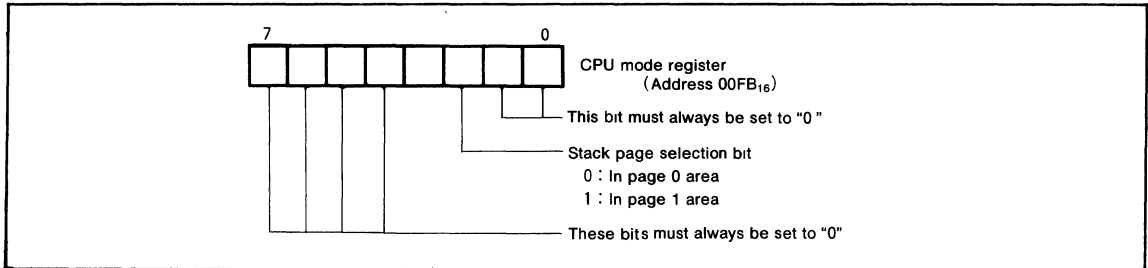 7 0
CPU mode register
(Address 00FB₁₆)
This bit must always be set to “0”
Stack page selection bit
0 : In page 0 area
1 : In page 1 area
These bits must always be set to “0”